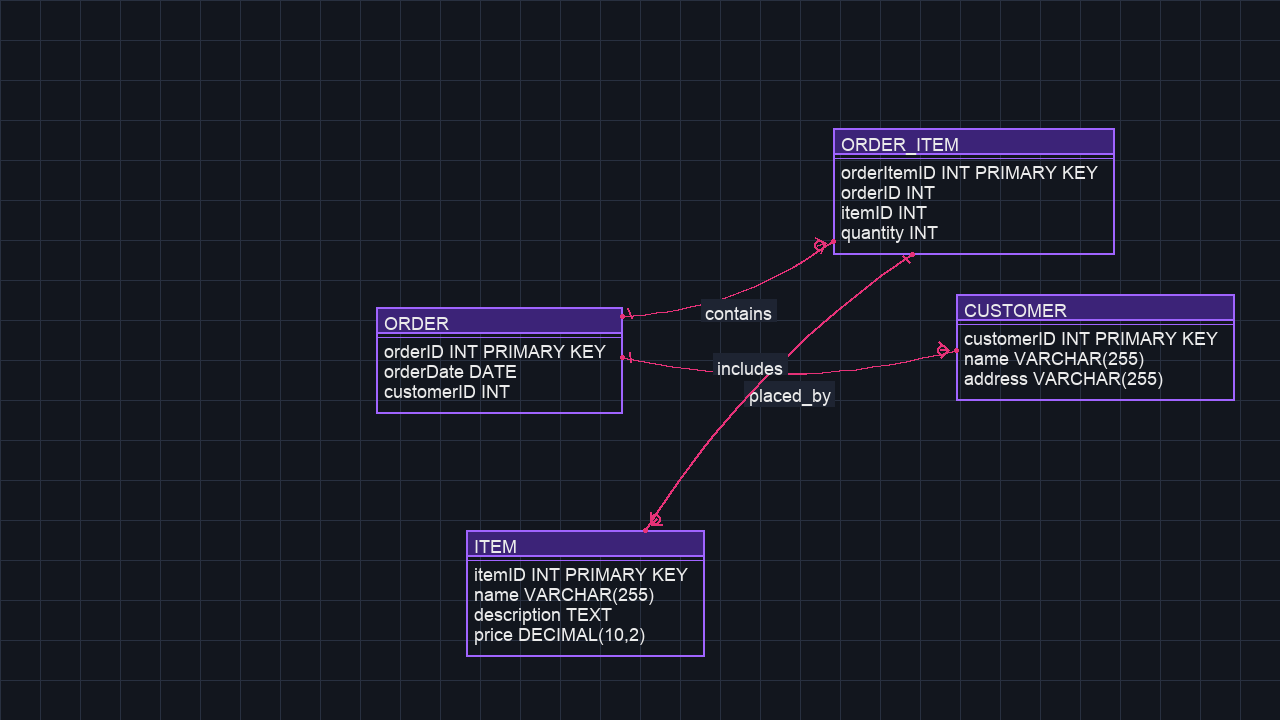 ORDER_ITEM
orderItemID INT PRIMARY KEY
orderID INT
itemID INT
quantity INT
CUSTOMER
customerID INT PRIMARY KEY
name VARCHAR(255)
address VARCHAR(255)
ORDER
orderID INT PRIMARY KEY
orderDate DATE
customerID INT
contains
includes
placed_by
ITEM
itemID INT PRIMARY KEY
name VARCHAR(255)
description TEXT
price DECIMAL(10,2)